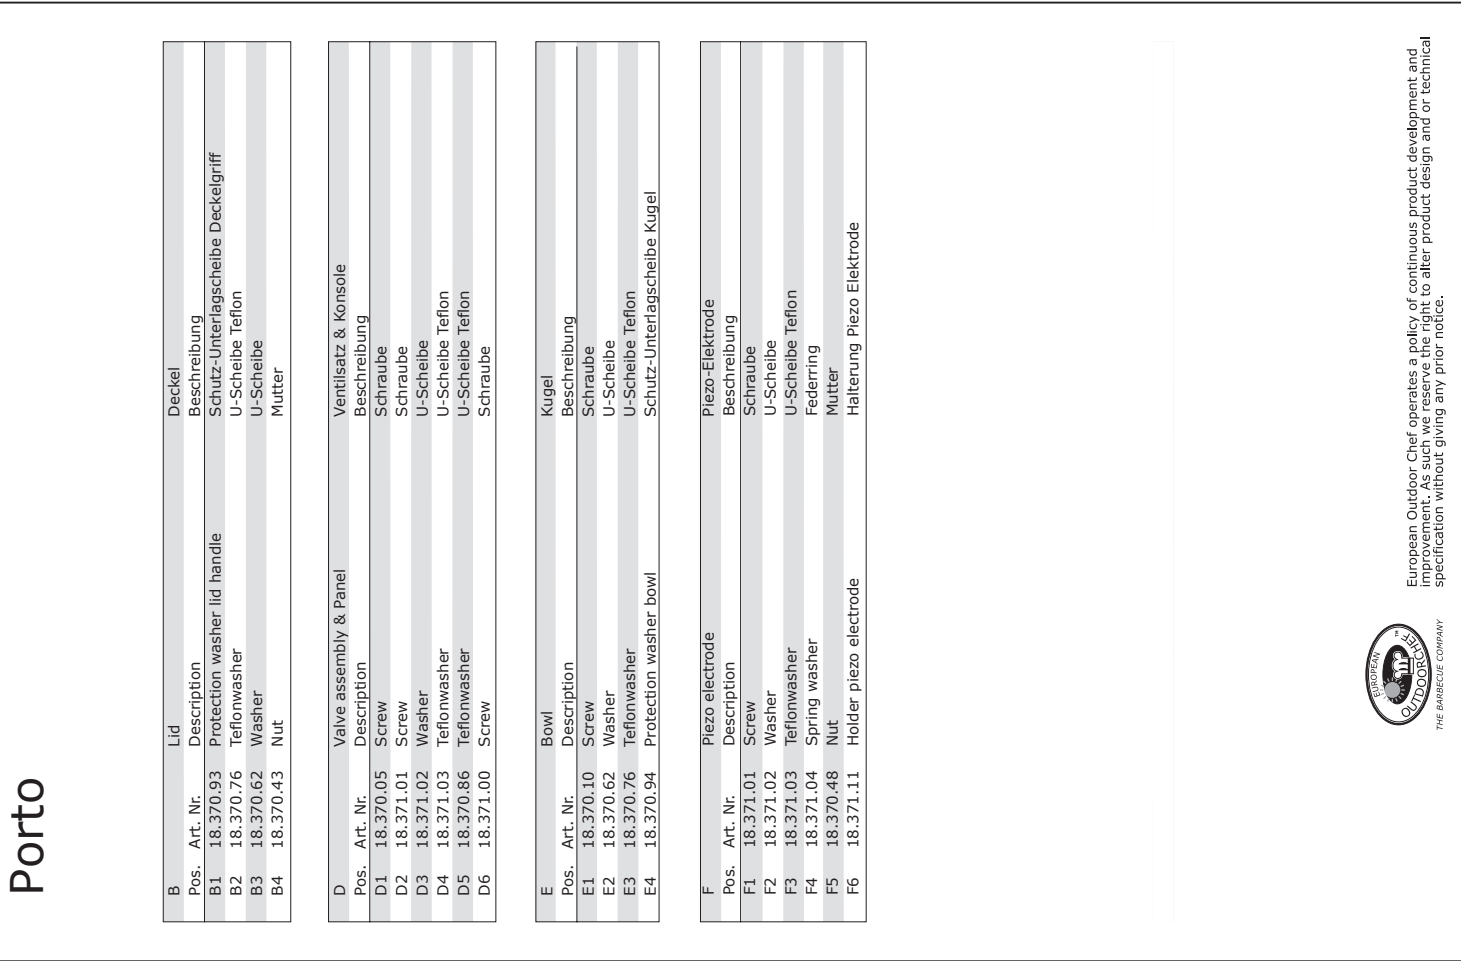 Porto
B Lid Deckel
Pos. Art. Nr. Description Beschreibung
B1 18.370.93 Protection washer lid handle Schutz-Unterlagscheibe Deckelgriff
B2 18.370.76 Teflonwasher U-Scheibe Teflon
B3 18.370.62 Washer U-Scheibe
B4 18.370.43 Nut Mutter
D Valve assembly & Panel Ventilsatz & Konsole
Pos. Art. Nr. Description Beschreibung
D1 18.370.05 Screw Schraube
D2 18.371.01 Screw Schraube
D3 18.371.02 Washer U-Scheibe
D4 18.371.03 Teflonwasher U-Scheibe Teflon
D5 18.370.86 Teflonwasher U-Scheibe Teflon
D6 18.371.00 Screw Schraube
E Bowl Kugel
Pos. Art. Nr. Description Beschreibung
E1 18.370.10 Screw Schraube
E2 18.370.62 Washer U-Scheibe
E3 18.370.76 Teflonwasher U-Scheibe Teflon
E4 18.370.94 Protection washer bowl Schutz-Unterlagscheibe Kugel
F Piezo electrode Piezo-Elektrode
Pos. Art. Nr. Description Beschreibung
F1 18.371.01 Screw Schraube
F2 18.371.02 Washer U-Scheibe
F3 18.371.03 Teflonwasher U-Scheibe Teflon
F4 18.371.04 Spring washer Federring
F5 18.370.48 Nut Mutter
F6 18.371.11 Holder piezo electrode Halterung Piezo Elektrode
EUROPEAN
OUTDOORCHEF ™
THE BARBECUE COMPANY
European Outdoor Chef operates a policy of continuous product development and
improvement. As such we reserve the right to alter product design and or technical
specification without giving any prior notice.